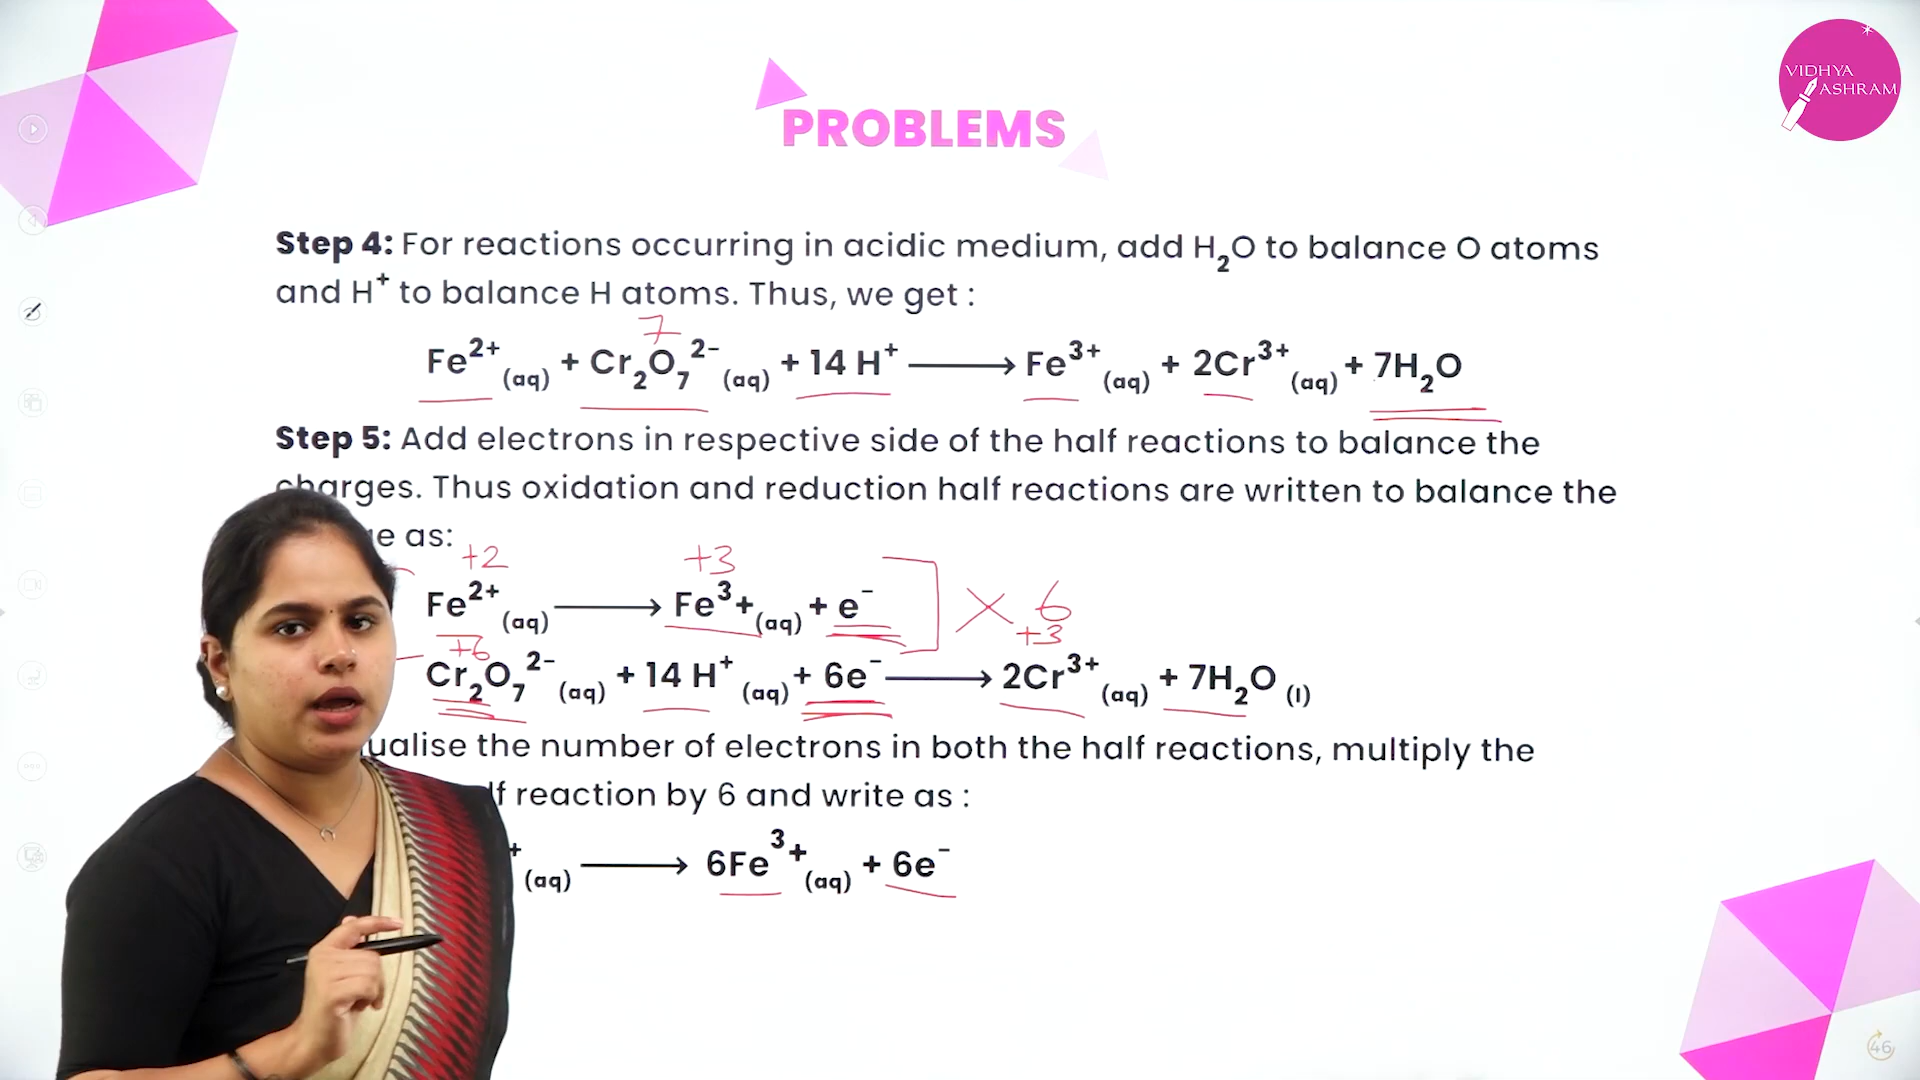 VIDHYA
ASHRAM
PROBLEMS
Step 4: For reactions occurring in acidic medium, add H₂O to balance O atoms
and H⁺ to balance H atoms. Thus, we get :
7
Fe²⁺(aq) + Cr₂O₇²⁻(aq) + 14 H⁺ ⟶ Fe³⁺(aq) + 2Cr³⁺(aq) + 7H₂O
Step 5: Add electrons in respective side of the half reactions to balance the
charges. Thus oxidation and reduction half reactions are written to balance the
e as:
+2 +3
Fe²⁺(aq) ⟶ Fe³+(aq) + e⁻ × 6
+6 +3
Cr₂O₇²⁻(aq) + 14 H⁺(aq) + 6e⁻ ⟶ 2Cr³⁺(aq) + 7H₂O (l)
ualise the number of electrons in both the half reactions, multiply the
lf reaction by 6 and write as :
⁺(aq) ⟶ 6Fe³⁺(aq) + 6e⁻
46